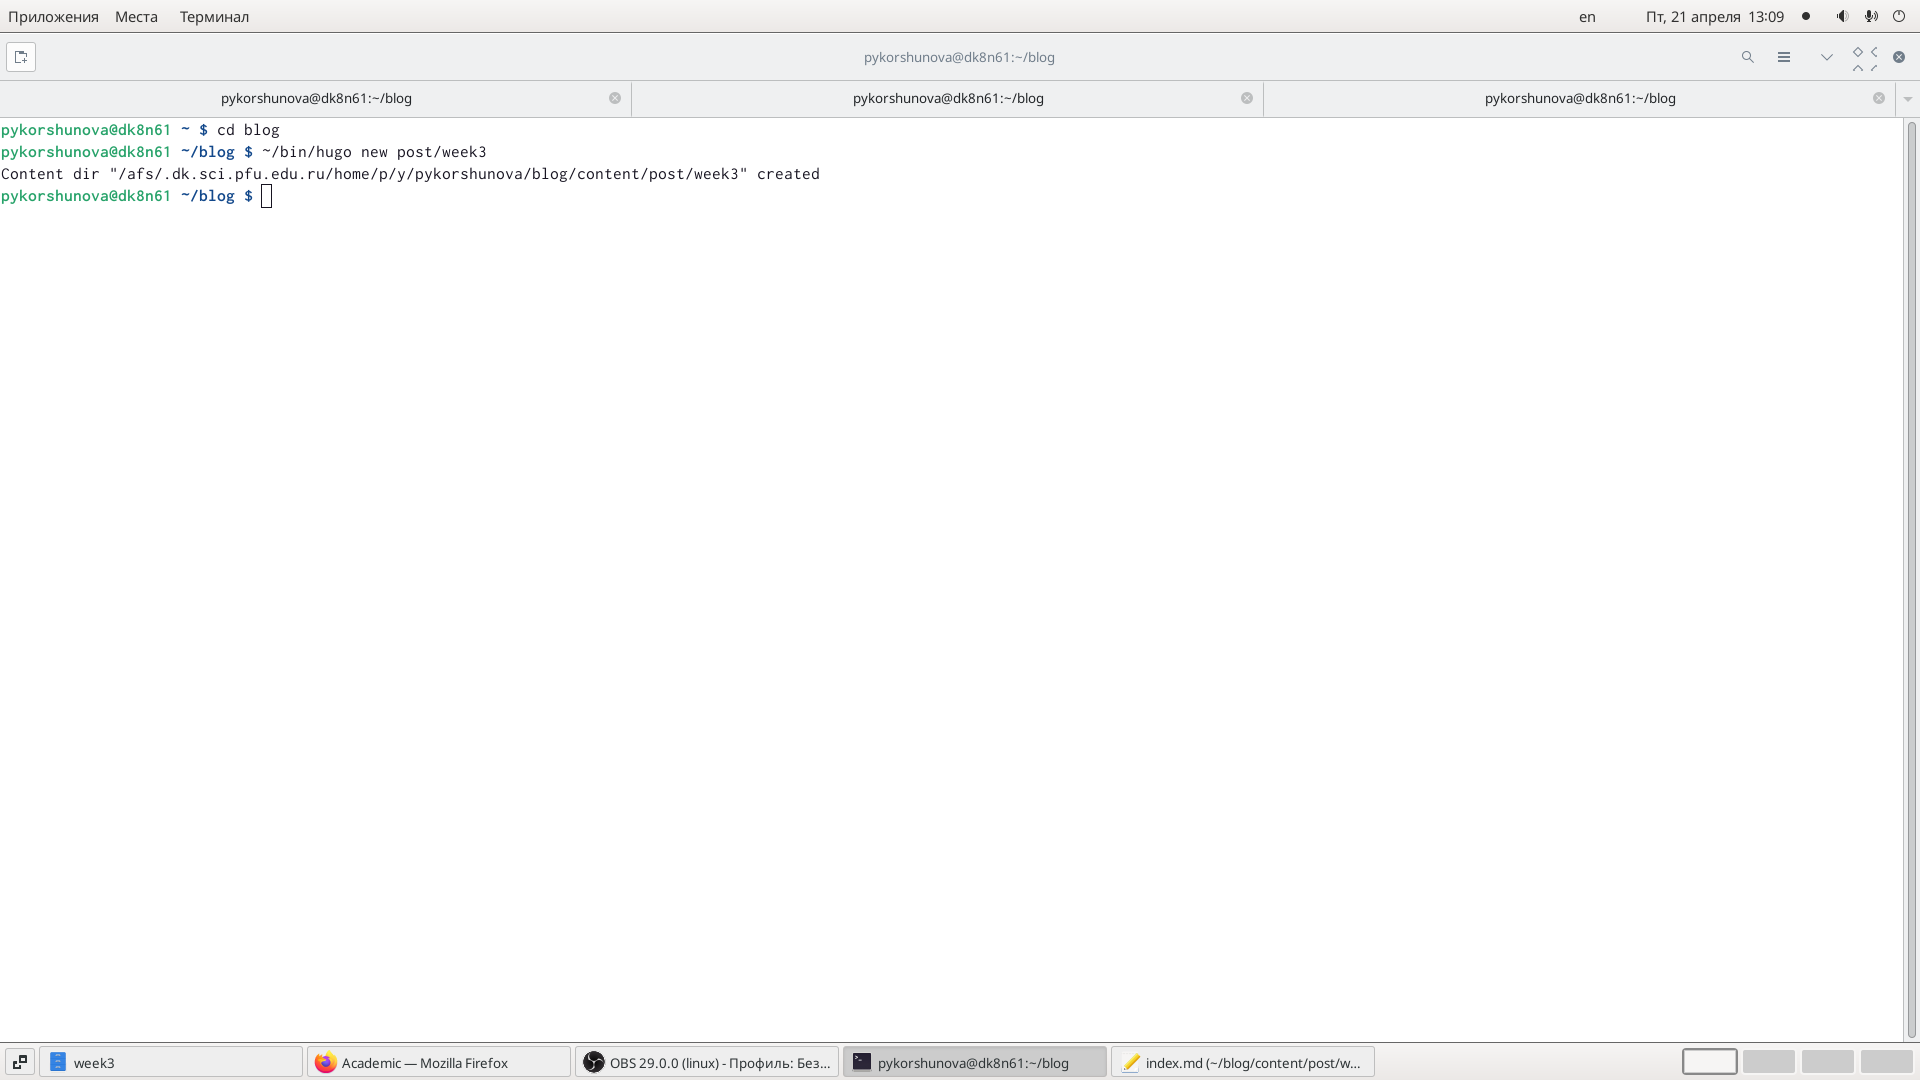 Приложения Места Терминал en Пт, 21 апреля 13:09
pykorshunova@dk8n61:~/blog
pykorshunova@dk8n61:~/blog pykorshunova@dk8n61:~/blog pykorshunova@dk8n61:~/blog
pykorshunova@dk8n61 ~ $ cd blog
pykorshunova@dk8n61 ~/blog $ ~/bin/hugo new post/week3
Content dir "/afs/.dk.sci.pfu.edu.ru/home/p/y/pykorshunova/blog/content/post/week3" created
pykorshunova@dk8n61 ~/blog $
week3 Academic — Mozilla Firefox OBS 29.0.0 (linux) - Профиль: Без... pykorshunova@dk8n61:~/blog index.md (~/blog/content/post/w...